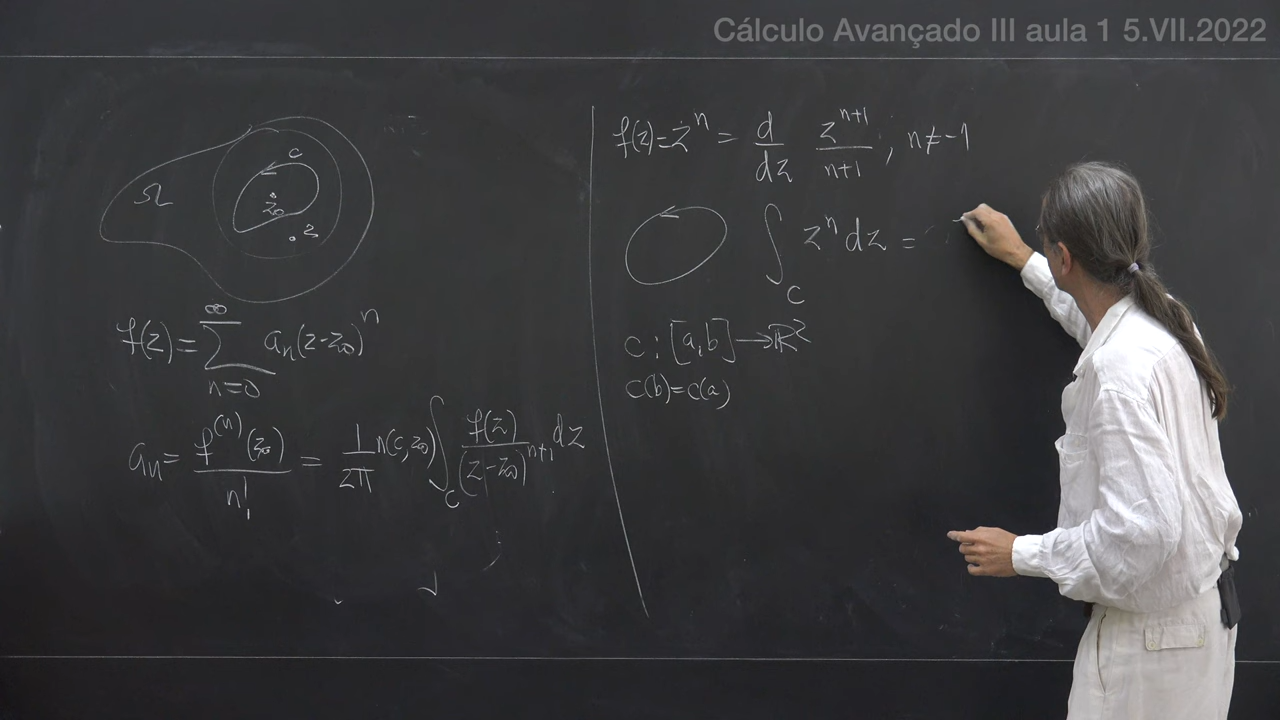 Cálculo Avançado III aula 1 5.VII.2022
Ω
c
z₀
z
f(z) = ∑_{n=0}^{∞} aₙ(z-z₀)ⁿ
aₙ = f⁽ⁿ⁾(z₀)/n! = 1/2π n(c,z₀) ∫_C f(z)/(z-z₀)ⁿ⁺¹ dz
f(z) = zⁿ = d/dz zⁿ⁺¹/n+1 , n ≠ -1
∫_C zⁿ dz =
c : [a,b] → ℝ²
c(b) = c(a)